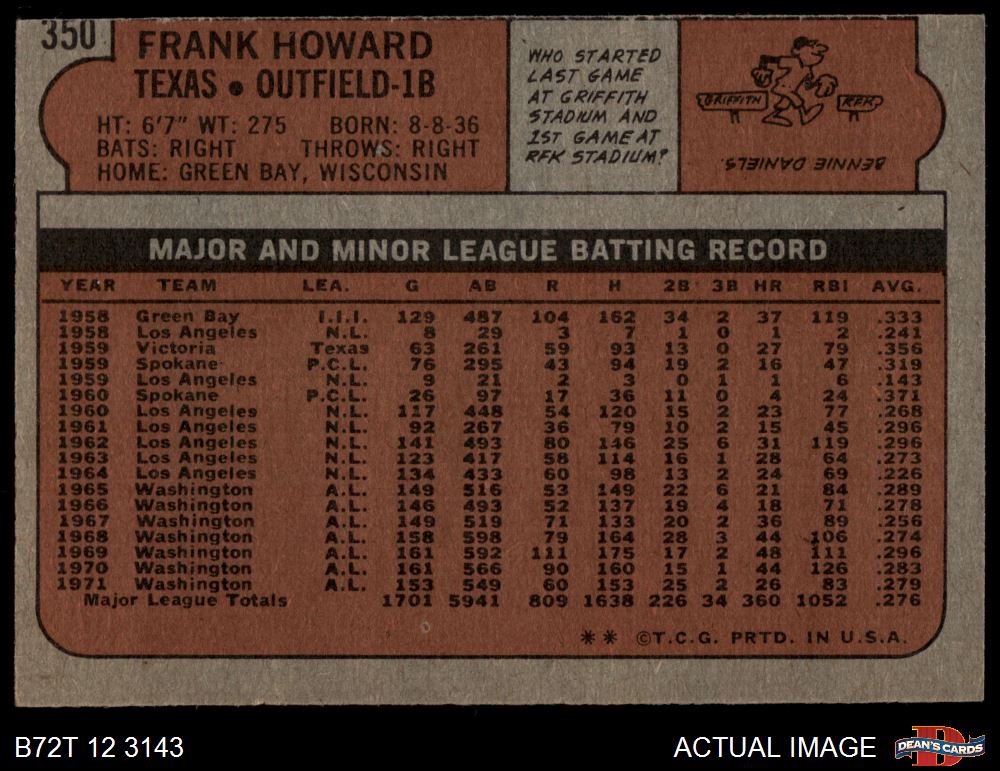 350
FRANK HOWARD
TEXAS • OUTFIELD-1B
HT: 6'7" WT: 275 BORN: 8-8-36
BATS: RIGHT THROWS: RIGHT
HOME: GREEN BAY, WISCONSIN
WHO STARTED
LAST GAME
AT GRIFFITH
STADIUM AND
1ST GAME AT
RFK STADIUM?
GRIFFITH
RFK
BENNIE DANIELS.
MAJOR AND MINOR LEAGUE BATTING RECORD
YEAR TEAM LEA. G AB R H 2B 3B HR RBI AVG.
1958 Green Bay I.I.I. 129 487 104 162 34 2 37 119 .333
1958 Los Angeles N.L. 8 29 3 7 1 0 1 2 .241
1959 Victoria Texas 63 261 59 93 13 0 27 79 .356
1959 Spokane P.C.L. 76 295 43 94 19 2 16 47 .319
1959 Los Angeles N.L. 9 21 2 3 0 1 1 6 .143
1960 Spokane P.C.L. 26 97 17 36 11 0 4 24 .371
1960 Los Angeles N.L. 117 448 54 120 15 2 23 77 .268
1961 Los Angeles N.L. 92 267 36 79 10 2 15 45 .296
1962 Los Angeles N.L. 141 493 80 146 25 6 31 119 .296
1963 Los Angeles N.L. 123 417 58 114 16 1 28 64 .273
1964 Los Angeles N.L. 134 433 60 98 13 2 24 69 .226
1965 Washington A.L. 149 516 53 149 22 6 21 84 .289
1966 Washington A.L. 146 493 52 137 19 4 18 71 .278
1967 Washington A.L. 149 519 71 133 20 2 36 89 .256
1968 Washington A.L. 158 598 79 164 28 3 44 106 .274
1969 Washington A.L. 161 592 111 175 17 2 48 111 .296
1970 Washington A.L. 161 566 90 160 15 1 44 126 .283
1971 Washington A.L. 153 549 60 153 25 2 26 83 .279
Major League Totals 1701 5941 809 1638 226 34 360 1052 .276
** ©T.C.G. PRTD. IN U.S.A.
B72T 12 3143
ACTUAL IMAGE
DEAN'S CARDS